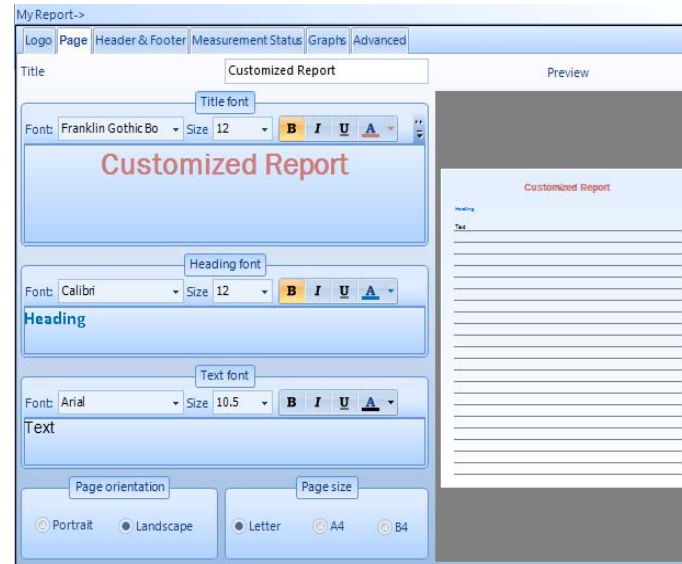 My Report->
Logo Page Header & Footer Measurement Status Graphs Advanced
Title Customized Report Preview
Title font
Font: Franklin Gothic Bo Size 12 B I U A
Customized Report
Customized Report
Heading
Text
Heading font
Font: Calibri Size 12 B I U A
Heading
Text font
Font: Arial Size 10.5 B I U A
Text
Page orientation Page size
Portrait Landscape Letter A4 B4